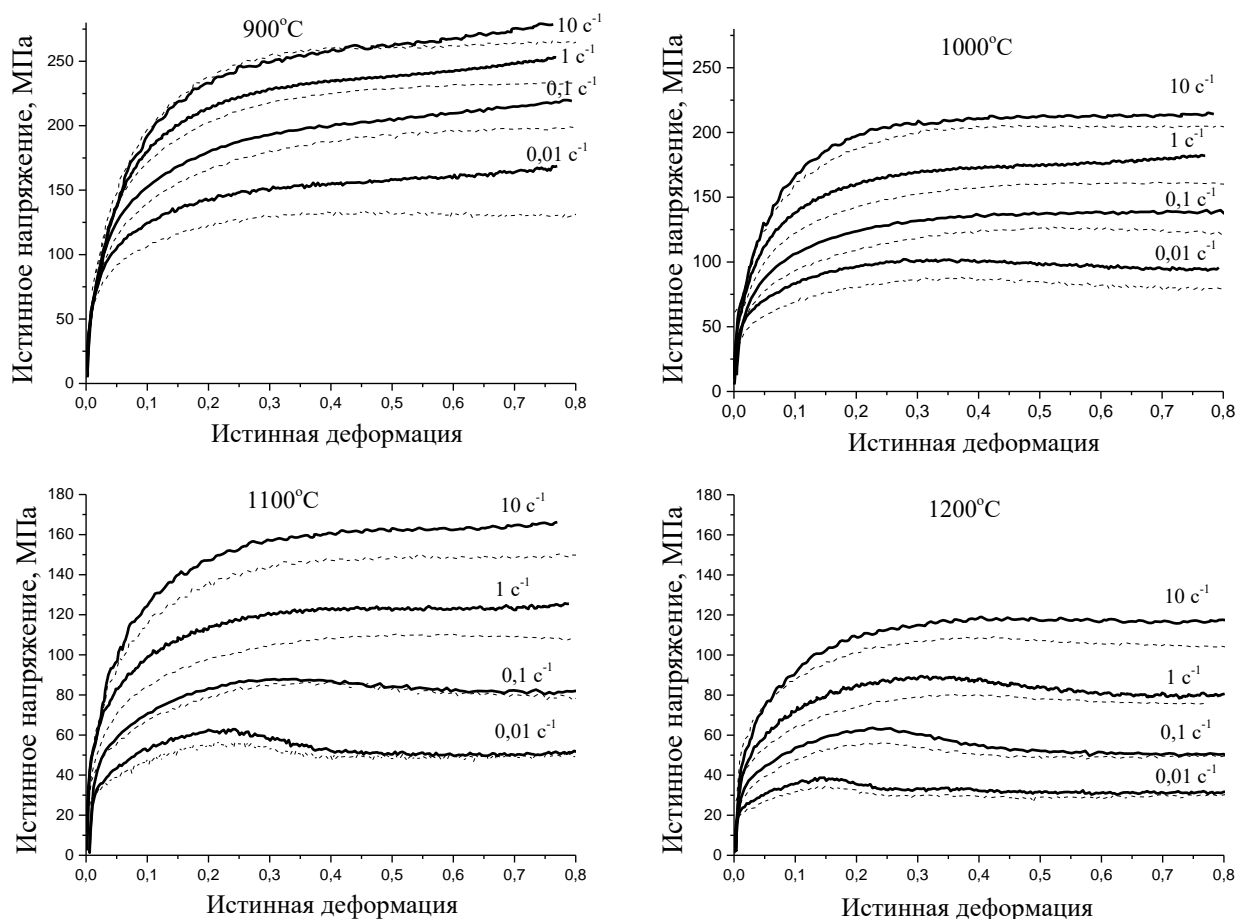 900°C
10 с⁻¹
1 с⁻¹
0,1 с⁻¹
0,01 с⁻¹
Истинное напряжение, МПа
250
200
150
100
50
0
0,0 0,1 0,2 0,3 0,4 0,5 0,6 0,7 0,8
Истинная деформация
1000°C
10 с⁻¹
1 с⁻¹
0,1 с⁻¹
0,01 с⁻¹
Истинное напряжение, МПа
250
200
150
100
50
0
0,0 0,1 0,2 0,3 0,4 0,5 0,6 0,7 0,8
Истинная деформация
1100°C
10 с⁻¹
1 с⁻¹
0,1 с⁻¹
0,01 с⁻¹
Истинное напряжение, МПа
180
160
140
120
100
80
60
40
20
0
0,0 0,1 0,2 0,3 0,4 0,5 0,6 0,7 0,8
Истинная деформация
1200°C
10 с⁻¹
1 с⁻¹
0,1 с⁻¹
0,01 с⁻¹
Истинное напряжение, МПа
180
160
140
120
100
80
60
40
20
0
0,0 0,1 0,2 0,3 0,4 0,5 0,6 0,7 0,8
Истинная деформация